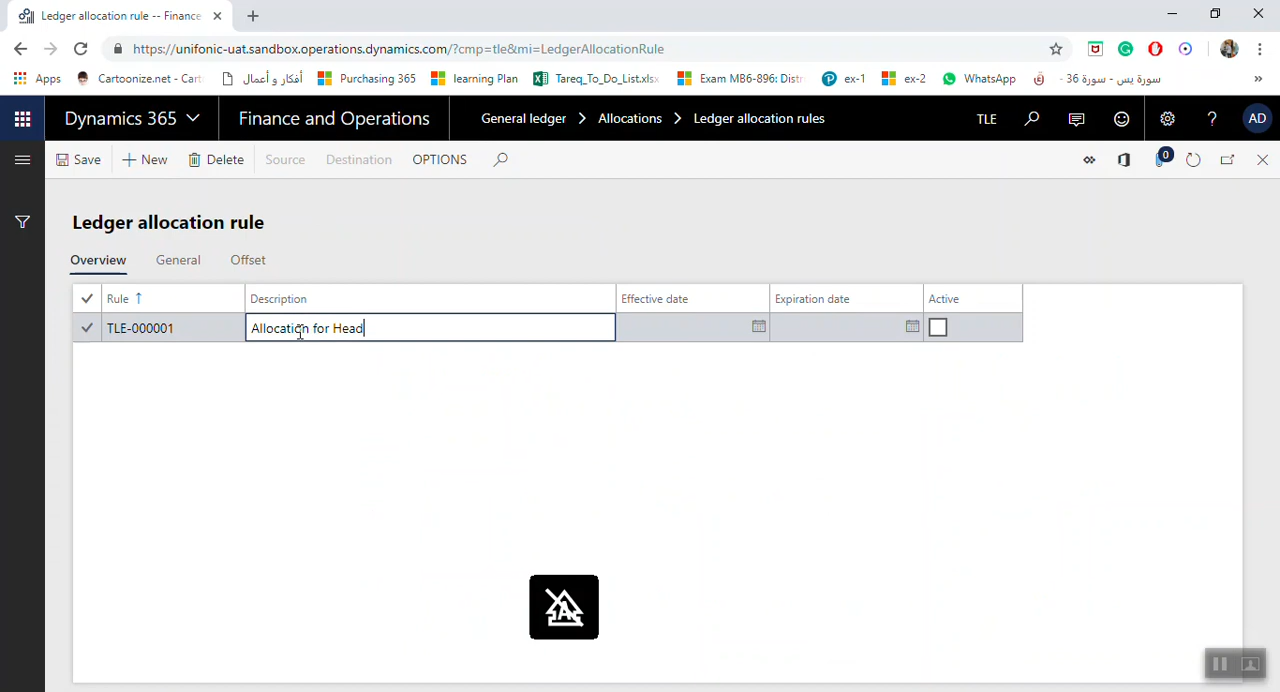 Ledger allocation rule -- Finance
https://unifonic-uat.sandbox.operations.dynamics.com/?cmp=tle&mi=LedgerAllocationRule
Apps Cartoonize.net - Cart أفكار و أعمال Purchasing 365 learning Plan Tareq_To_Do_List.xlsx Exam MB6-896: Distr ex-1 ex-2 WhatsApp سورة يس - سورة 36 -
Dynamics 365 Finance and Operations General ledger Allocations Ledger allocation rules TLE ? AD
Save New Delete Source Destination OPTIONS 0
Ledger allocation rule
Overview General Offset
Rule Description Effective date Expiration date Active
TLE-000001 Allocation for Head
A